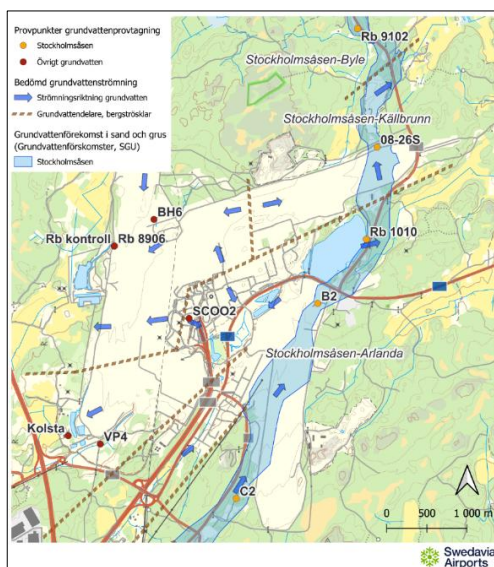 Provpunkter grundvattenprovtagning
Stockholmsåsen
Övrigt grundvatten
Bedömd grundvattenströmning
Strömningsriktning grundvatten
Grundvattendelare, bergströsklar
Grundvattenförekomst i sand och grus
(Grundvattenförskomster, SGU)
Stockholmsåsen
Rb 9102
Stockholmsåsen-Byle
Stockholmsåsen-Källbrunn
08-26S
BH6
Rb kontroll
Rb 8906
Rb 1010
SCOO2
B2
Stockholmsåsen-Arlanda
Kolsta
VP4
C2
0 500 1 000 m
Swedavia
Airports